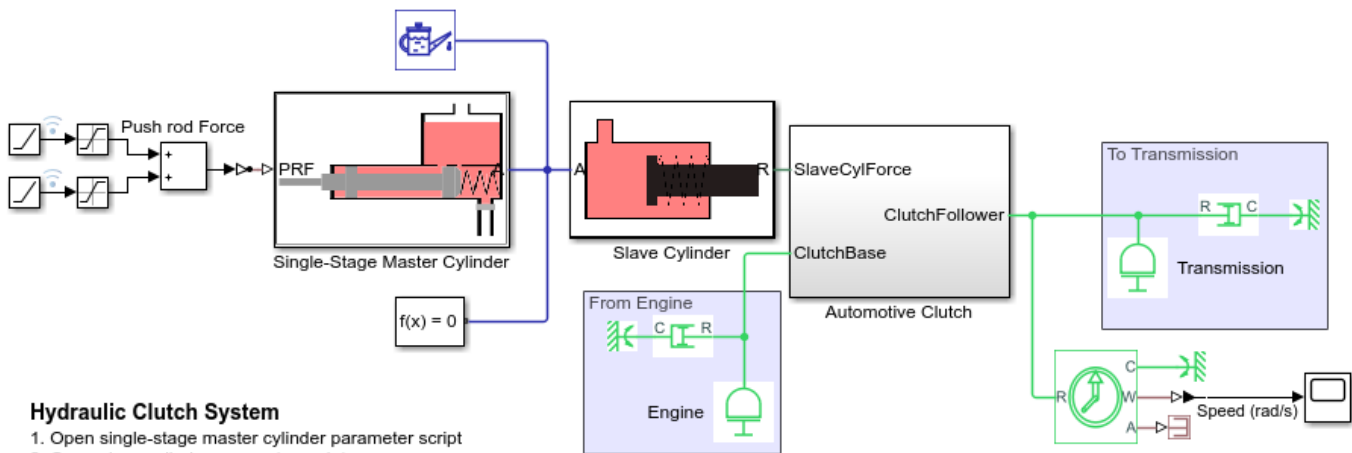 Push rod Force
+
+
PRF
A
Single-Stage Master Cylinder
f(x) = 0
A
R
Slave Cylinder
SlaveCylForce
ClutchFollower
ClutchBase
Automotive Clutch
From Engine
C
R
Engine
To Transmission
R
C
Transmission
R
C
W
A
Speed (rad/s)
Hydraulic Clutch System
1. Open single-stage master cylinder parameter script